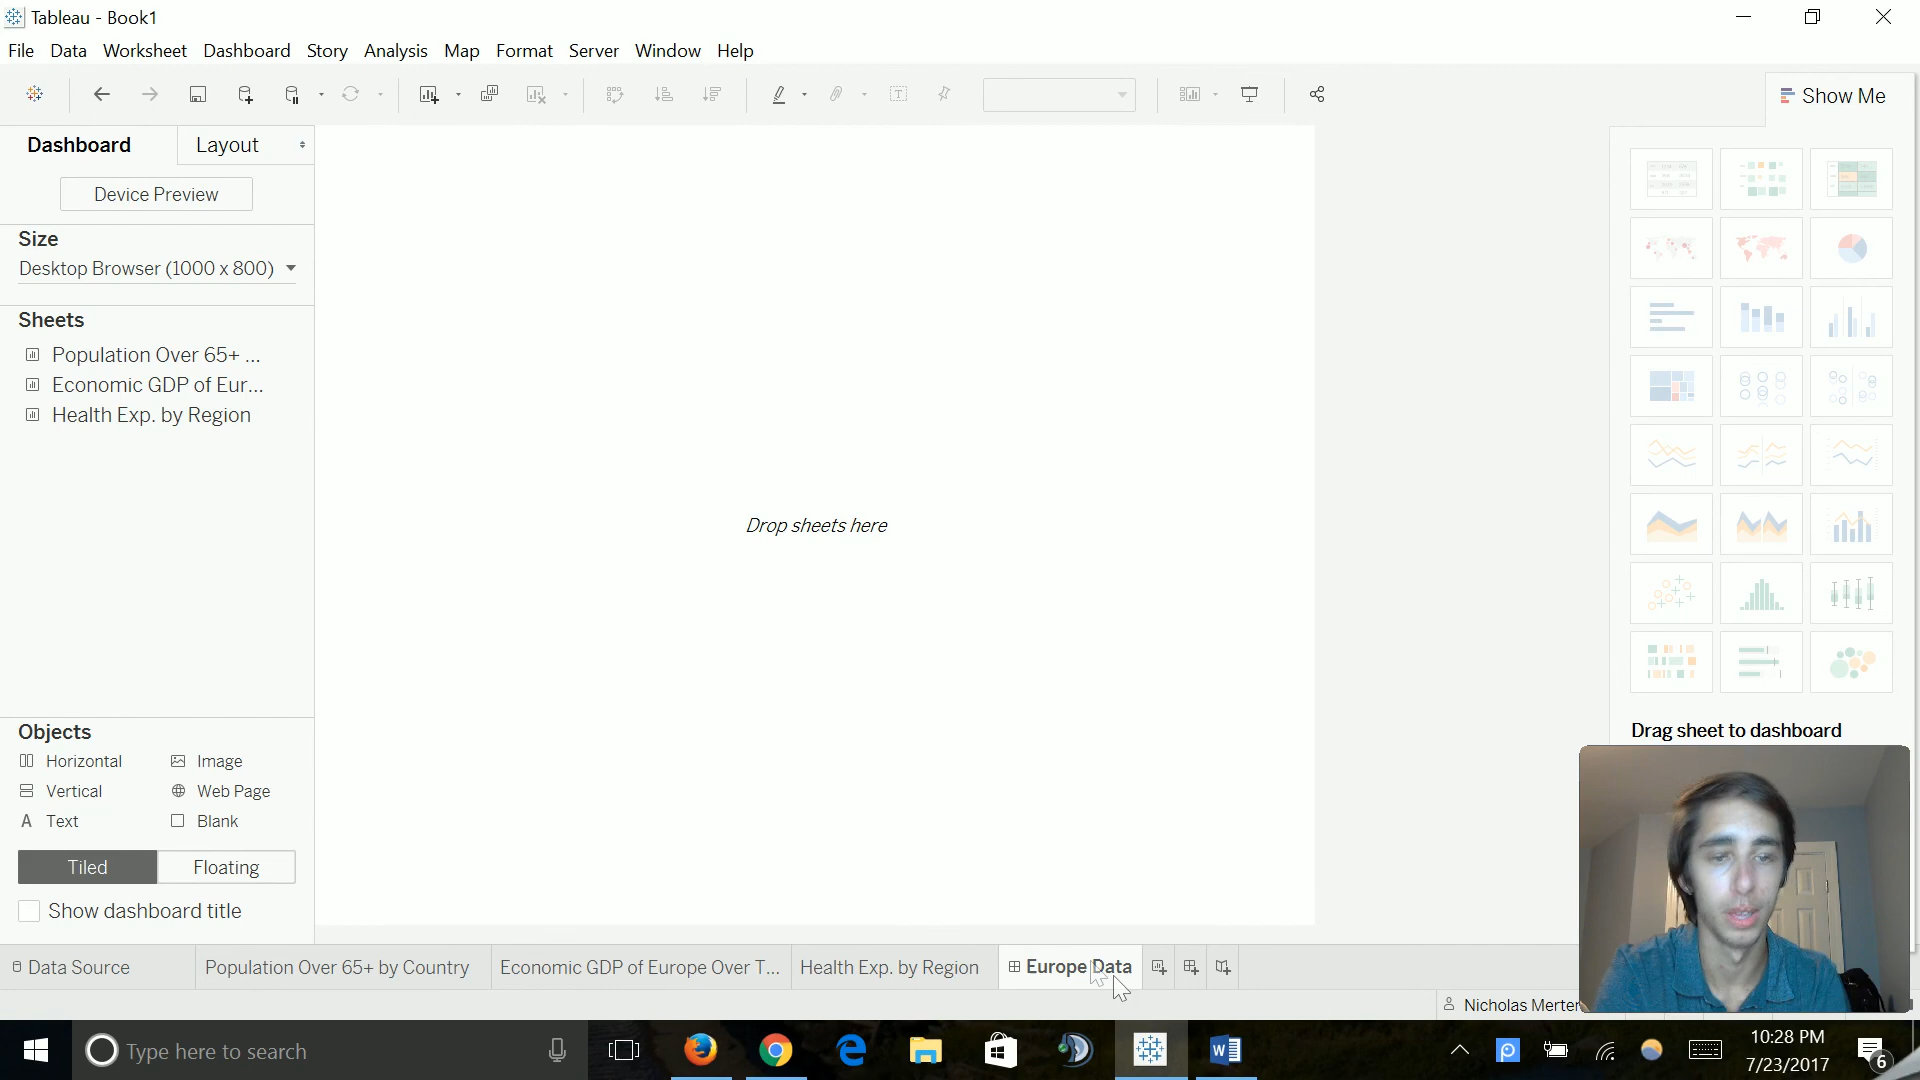 Tableau - Book1
File Data Worksheet Dashboard Story Analysis Map Format Server Window Help
Show Me
Dashboard Layout
Device Preview
Size
Desktop Browser (1000 x 800)
Sheets
Population Over 65+ ...
Economic GDP of Eur...
Health Exp. by Region
Drop sheets here
Drag sheet to dashboard
Objects
Horizontal Image
Vertical Web Page
A Text Blank
Tiled Floating
Show dashboard title
Data Source Population Over 65+ by Country Economic GDP of Europe Over T... Health Exp. by Region Europe Data
Nicholas Merten
Type here to search
10:28 PM
7/23/2017
6